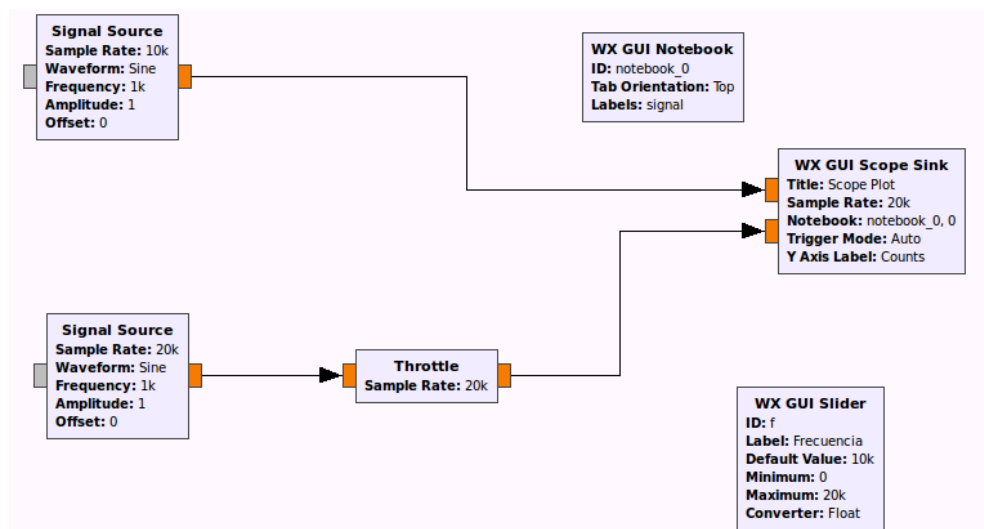 Signal Source
Sample Rate: 10k
Waveform: Sine
Frequency: 1k
Amplitude: 1
Offset: 0
WX GUI Notebook
ID: notebook_0
Tab Orientation: Top
Labels: signal
WX GUI Scope Sink
Title: Scope Plot
Sample Rate: 20k
Notebook: notebook_0, 0
Trigger Mode: Auto
Y Axis Label: Counts
Signal Source
Sample Rate: 20k
Waveform: Sine
Frequency: 1k
Amplitude: 1
Offset: 0
Throttle
Sample Rate: 20k
WX GUI Slider
ID: f
Label: Frecuencia
Default Value: 10k
Minimum: 0
Maximum: 20k
Converter: Float